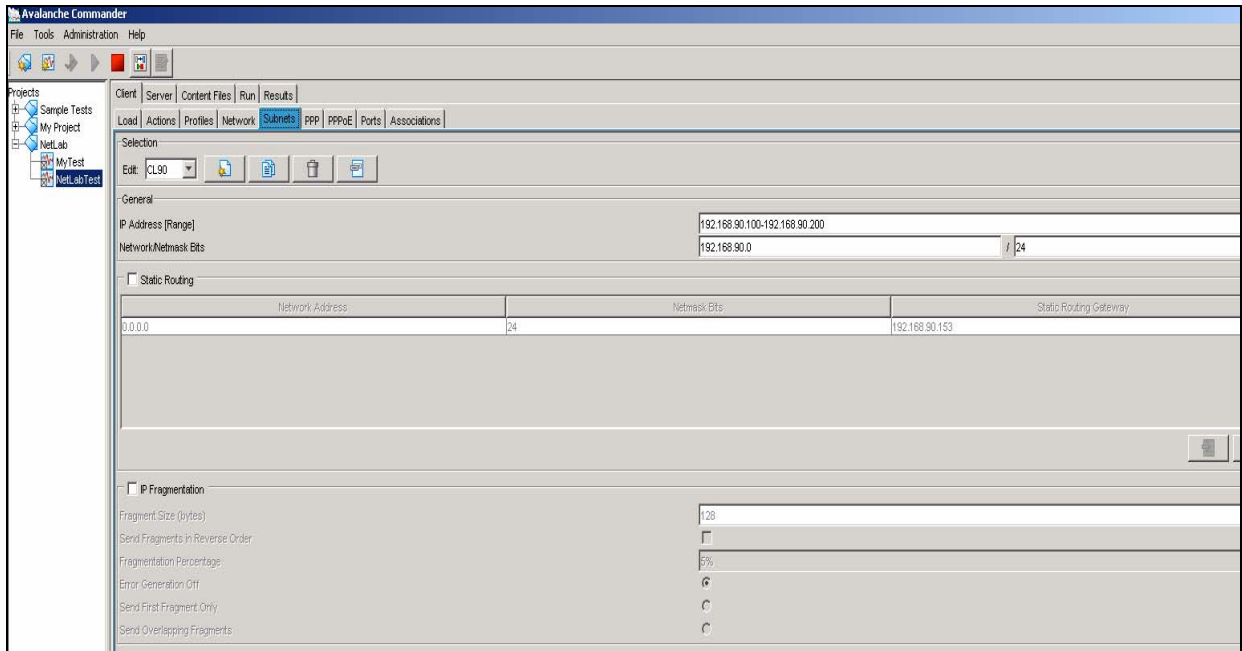 Avalanche Commander
File Tools Administration Help
Projects
Sample Tests
My Project
NetLab
MyTest
NetLabTest
Client Server Content Files Run Results
Load Actions Profiles Network Subnets PPP PPPoE Ports Associations
Selection
Edit: CL90
General
IP Address [Range] 192.168.90.100-192.168.90.200
Network/Netmask Bits 192.168.90.0 / 24
Static Routing
Network Address Netmask Bits Static Routing Gateway
0.0.0.0 24 192.168.90.153
IP Fragmentation
Fragment Size (bytes) 128
Send Fragments in Reverse Order
Fragmentation Percentage 5%
Error Generation Off
Send First Fragment Only
Send Overlapping Fragments